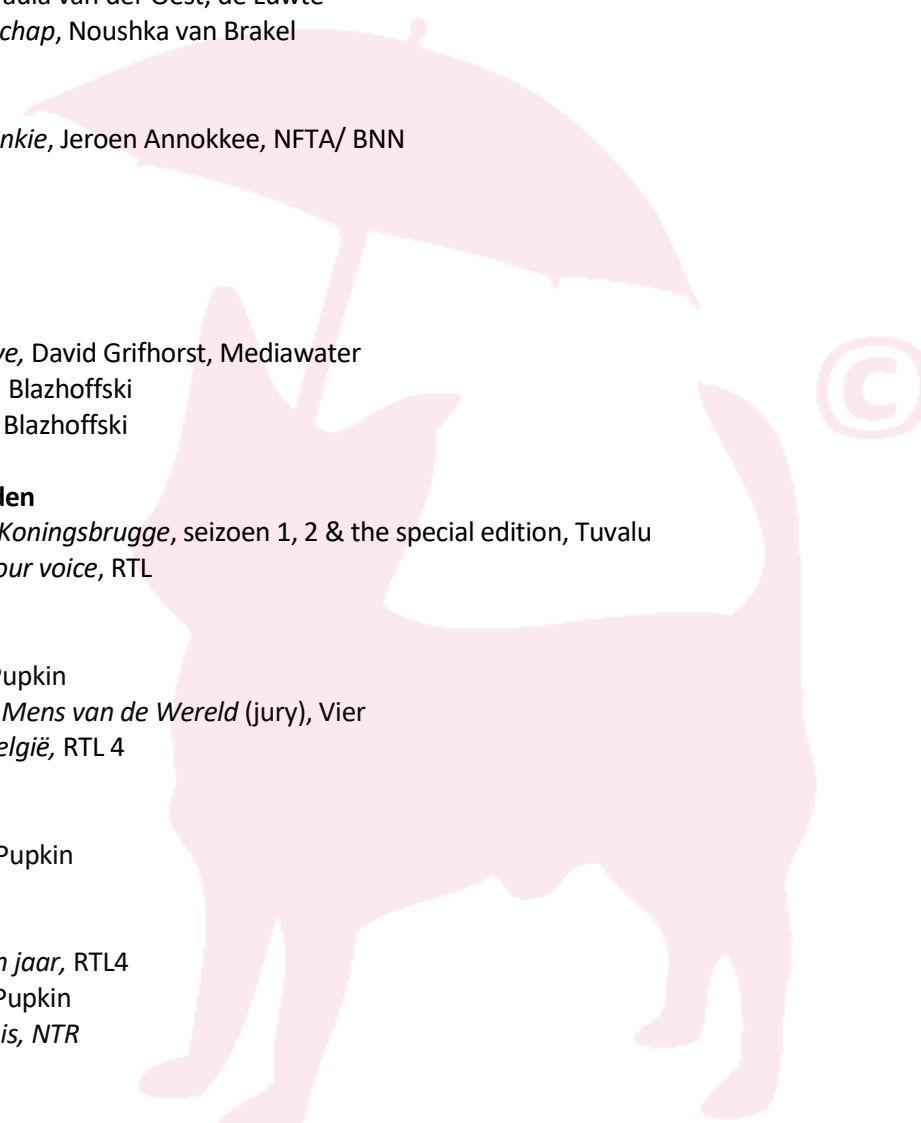 van der Oest, de Luwte
chap, Noushka van Brakel
nkie, Jeroen Annokkee, NFTA/ BNN
ve, David Grifhorst, Mediawater
Blazhoffski
Blazhoffski
den
Koningsbrugge, seizoen 1, 2 & the special edition, Tuvalu
our voice, RTL
Pupkin
Mens van de Wereld (jury), Vier
elgië, RTL 4
Pupkin
n jaar, RTL4
Pupkin
is, NTR
©